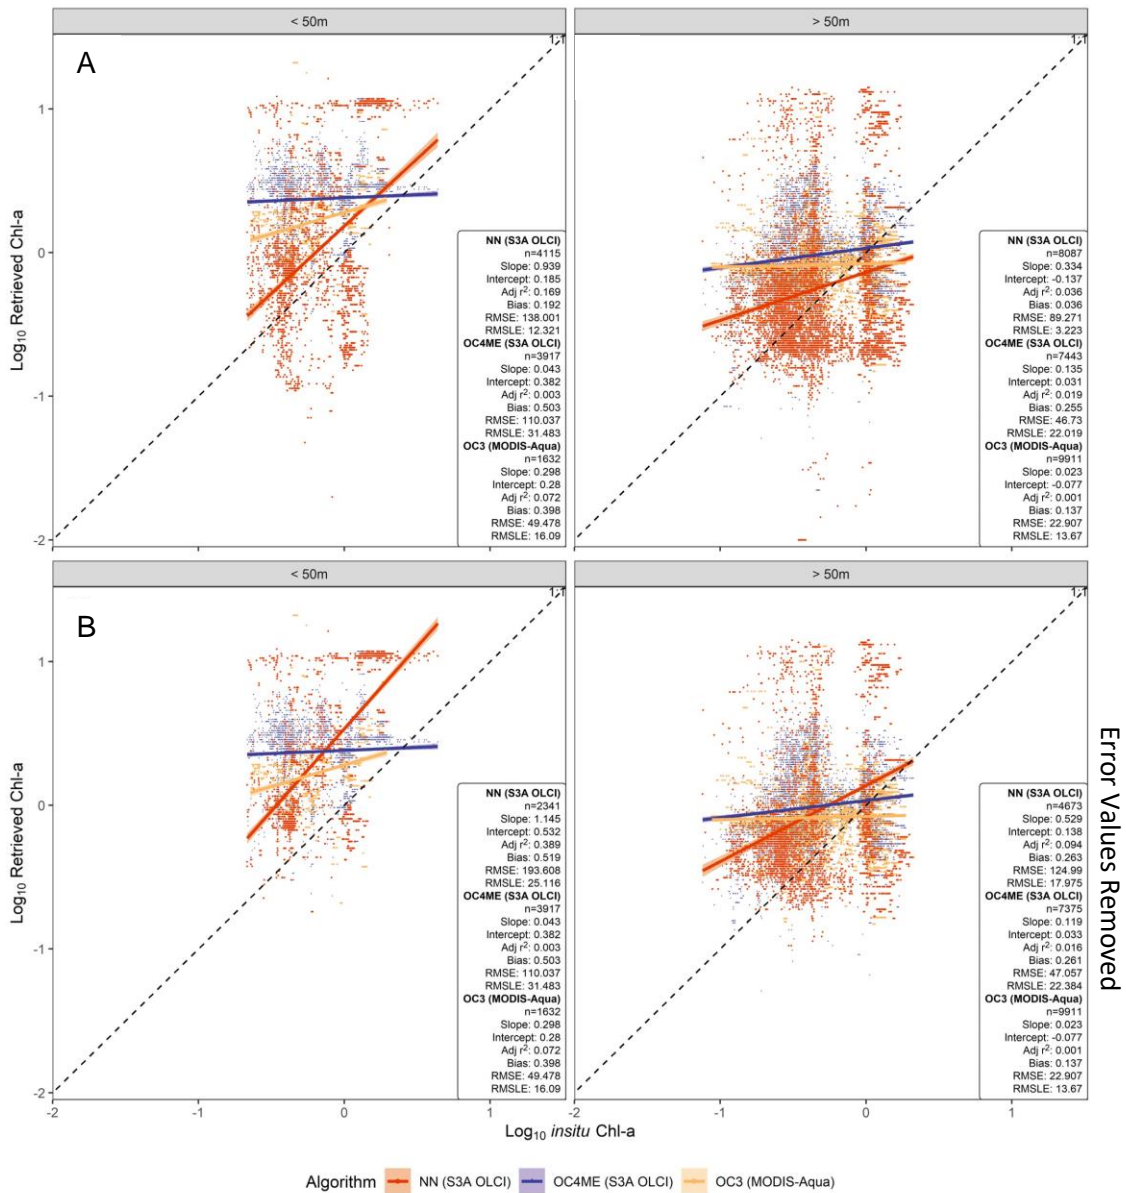 < 50m
> 50m
A
1:1
1:1
1
0
-1
-2
Log10 Retrieved Chl-a
NN (S3A OLCI)
n=4115
Slope: 0.939
Intercept: 0.185
Adj r²: 0.169
Bias: 0.192
RMSE: 138.001
RMSLE: 12.321
OC4ME (S3A OLCI)
n=3917
Slope: 0.043
Intercept: 0.382
Adj r²: 0.003
Bias: 0.503
RMSE: 110.037
RMSLE: 31.483
OC3 (MODIS-Aqua)
n=1632
Slope: 0.298
Intercept: 0.28
Adj r²: 0.072
Bias: 0.398
RMSE: 49.478
RMSLE: 16.09
NN (S3A OLCI)
n=8087
Slope: 0.334
Intercept: -0.137
Adj r²: 0.036
Bias: 0.036
RMSE: 89.271
RMSLE: 3.223
OC4ME (S3A OLCI)
n=7443
Slope: 0.135
Intercept: 0.031
Adj r²: 0.019
Bias: 0.255
RMSE: 46.73
RMSLE: 22.019
OC3 (MODIS-Aqua)
n=9911
Slope: 0.023
Intercept: -0.077
Adj r²: 0.001
Bias: 0.137
RMSE: 22.907
RMSLE: 13.67
< 50m
> 50m
B
1:1
1:1
1
0
-1
-2
Log10 Retrieved Chl-a
NN (S3A OLCI)
n=2341
Slope: 1.145
Intercept: 0.532
Adj r²: 0.389
Bias: 0.519
RMSE: 193.608
RMSLE: 25.116
OC4ME (S3A OLCI)
n=3917
Slope: 0.043
Intercept: 0.382
Adj r²: 0.003
Bias: 0.503
RMSE: 110.037
RMSLE: 31.483
OC3 (MODIS-Aqua)
n=1632
Slope: 0.298
Intercept: 0.28
Adj r²: 0.072
Bias: 0.398
RMSE: 49.478
RMSLE: 16.09
NN (S3A OLCI)
n=4673
Slope: 0.529
Intercept: 0.138
Adj r²: 0.094
Bias: 0.263
RMSE: 124.99
RMSLE: 17.975
OC4ME (S3A OLCI)
n=7375
Slope: 0.119
Intercept: 0.033
Adj r²: 0.016
Bias: 0.261
RMSE: 47.057
RMSLE: 22.384
OC3 (MODIS-Aqua)
n=9911
Slope: 0.023
Intercept: -0.077
Adj r²: 0.001
Bias: 0.137
RMSE: 22.907
RMSLE: 13.67
Error Values Removed
-2 -1 0 1 -1 0 1
Log10 insitu Chl-a
Algorithm NN (S3A OLCI) OC4ME (S3A OLCI) OC3 (MODIS-Aqua)